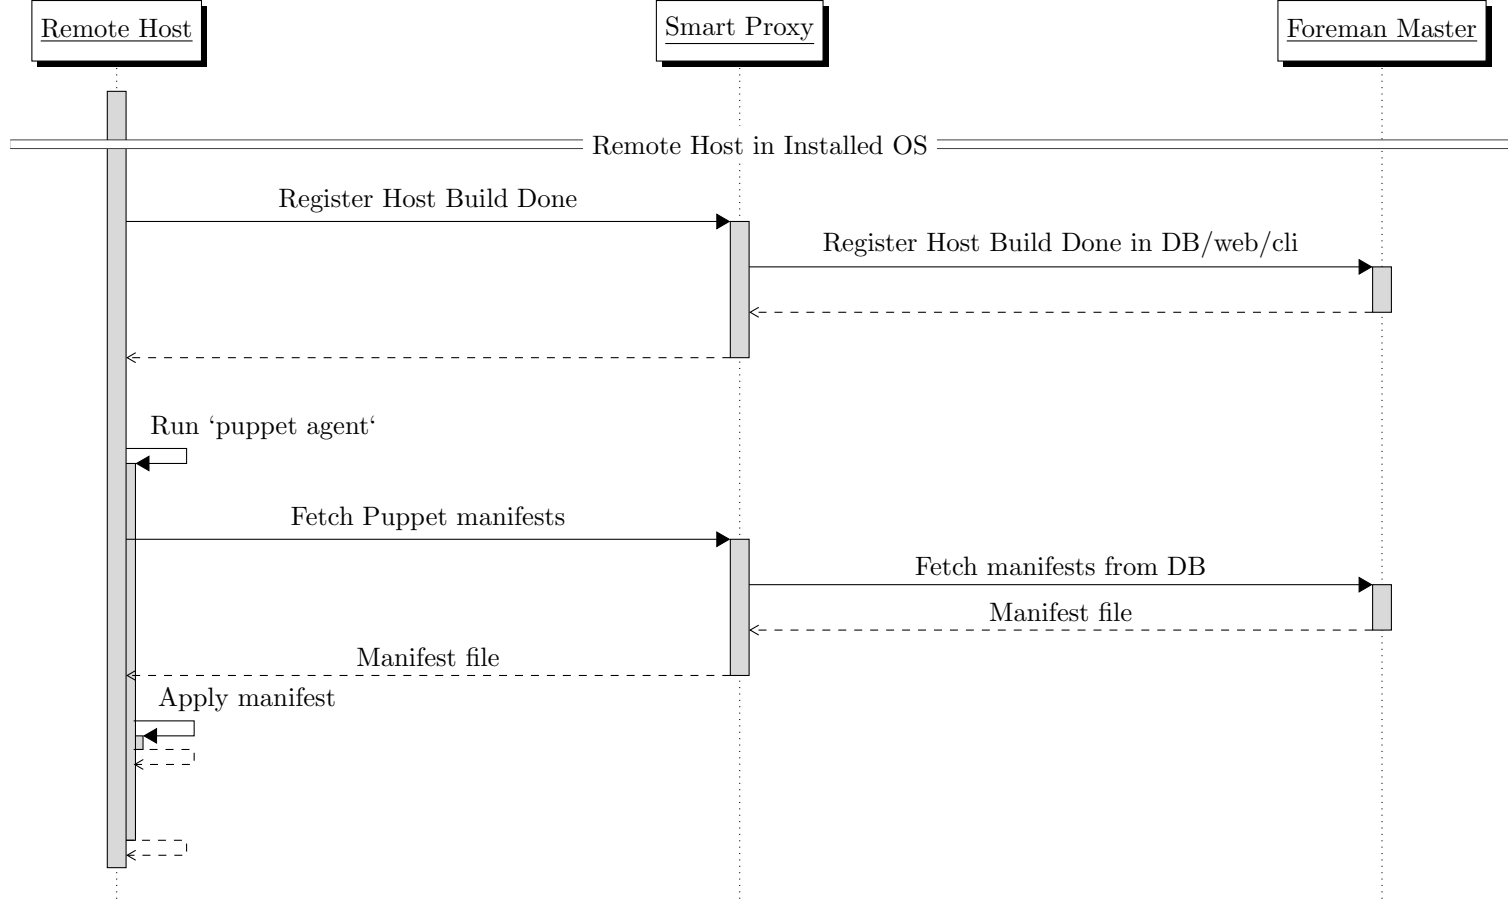 Remote Host
Smart Proxy
Foreman Master
Remote Host in Installed OS
Register Host Build Done
Register Host Build Done in DB/web/cli
Run ‘puppet agent‘
Fetch Puppet manifests
Fetch manifests from DB
Manifest file
Manifest file
Apply manifest